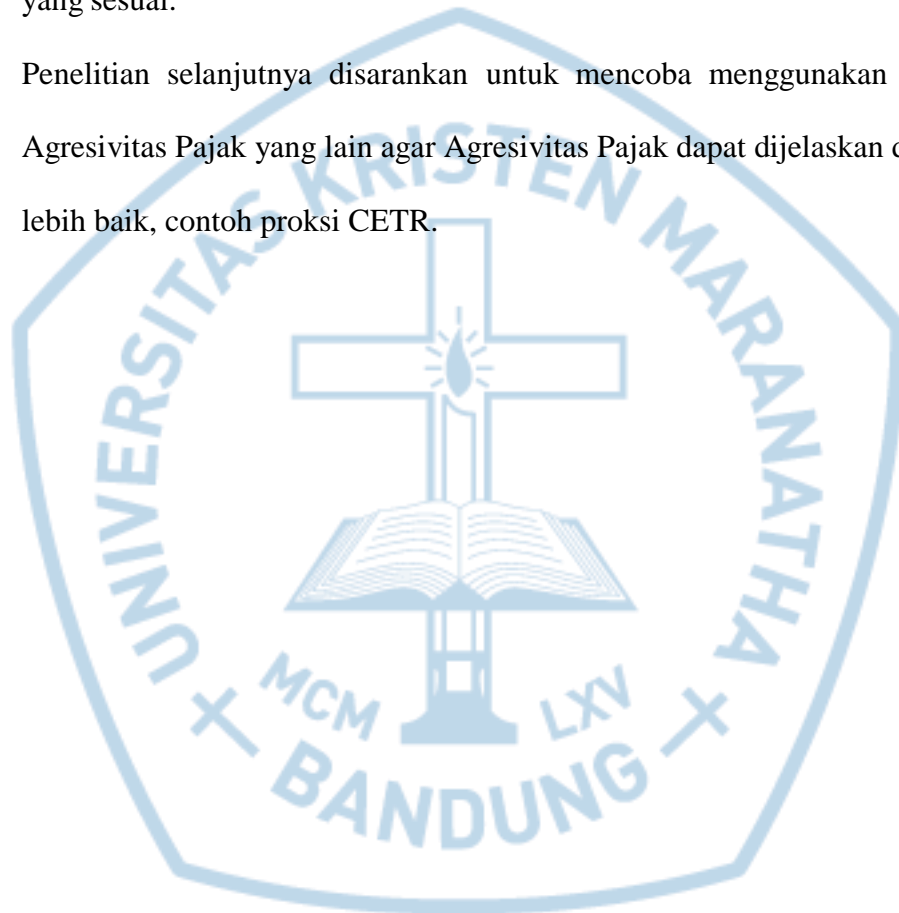 yang sesuai.
Penelitian selanjutnya disarankan untuk mencoba menggunakan
Agresivitas Pajak yang lain agar Agresivitas Pajak dapat dijelaskan
lebih baik, contoh proksi CETR.
UNIVERSITAS KRISTEN MARANATHA
MCM LXV
BANDUNG